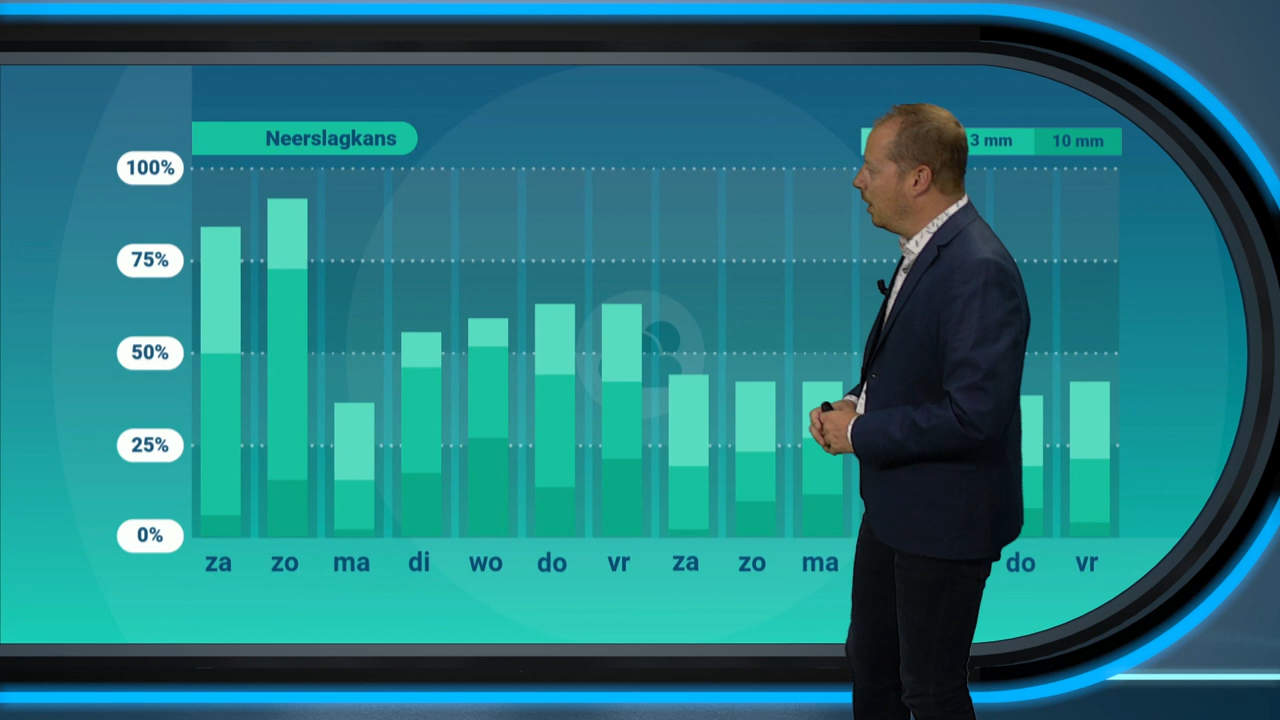 Neerslagkans
3 mm 10 mm
100%
75%
50%
25%
0%
za zo ma di wo do vr za zo ma do vr